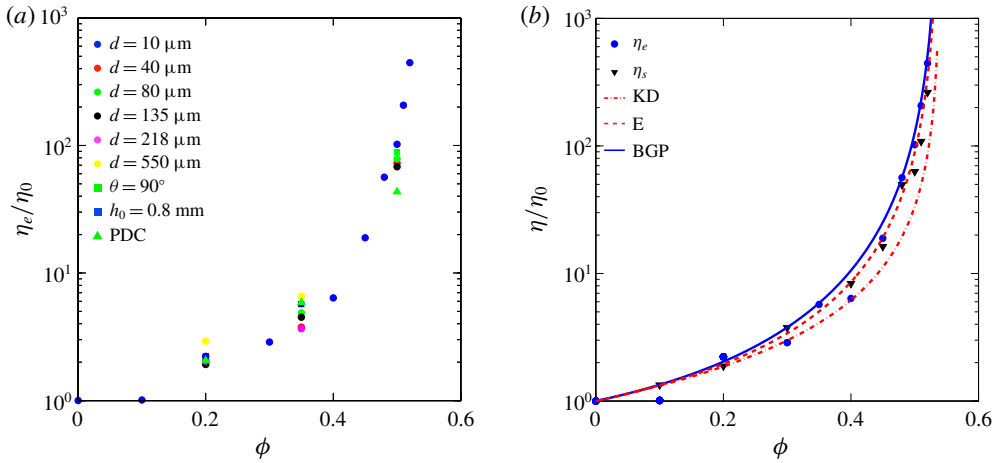 (a)
10³
10²
10¹
10⁰
ηₑ/η₀
d = 10 μm
d = 40 μm
d = 80 μm
d = 135 μm
d = 218 μm
d = 550 μm
θ = 90°
h₀ = 0.8 mm
PDC
0 0.2 0.4 0.6
ϕ
(b)
10³
10²
10¹
10⁰
η/η₀
ηₑ
ηₛ
KD
E
BGP
0 0.2 0.4 0.6
ϕ